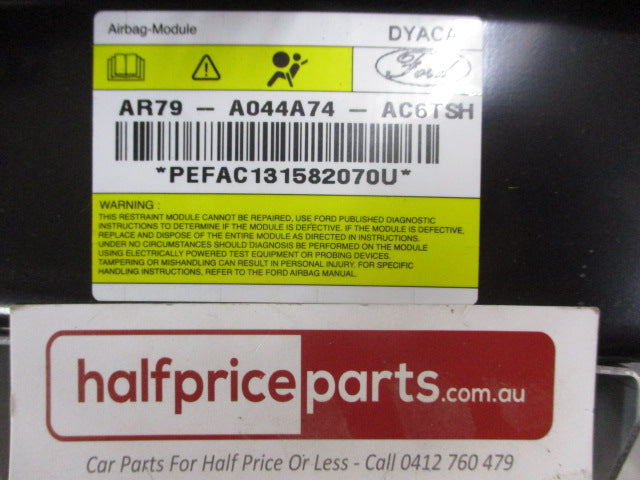 Airbag-Module
DYACA
Ford
AR79 - A044A74 - AC6TSH
*PEFAC131582070U*
WARNING :
THIS RESTRAINT MODULE CANNOT BE REPAIRED, USE FORD PUBLISHED DIAGNOSTIC
INSTRUCTIONS TO DETERMINE IF THE MODULE IS DEFECTIVE. IF THE MODULE IS DEFECTIVE,
REPLACE AND DISPOSE OF THE ENTIRE MODULE AS DIRECTED IN INSTRUCTIONS.
UNDER NO CIRCUMSTANCES SHOULD DIAGNOSIS BE PERFORMED ON THE MODULE
USING ELECTRICALLY POWERED TEST EQUIPMENT OR PROBING DEVICES.
TAMPERING OR MISHANDLING CAN RESULT IN PERSONAL INJURY. FOR SPECIFIC
HANDLING INSTRUCTIONS, REFER TO THE FORD AIRBAG MANUAL.
halfpriceparts.com.au
Car Parts For Half Price Or Less - Call 0412 760 479